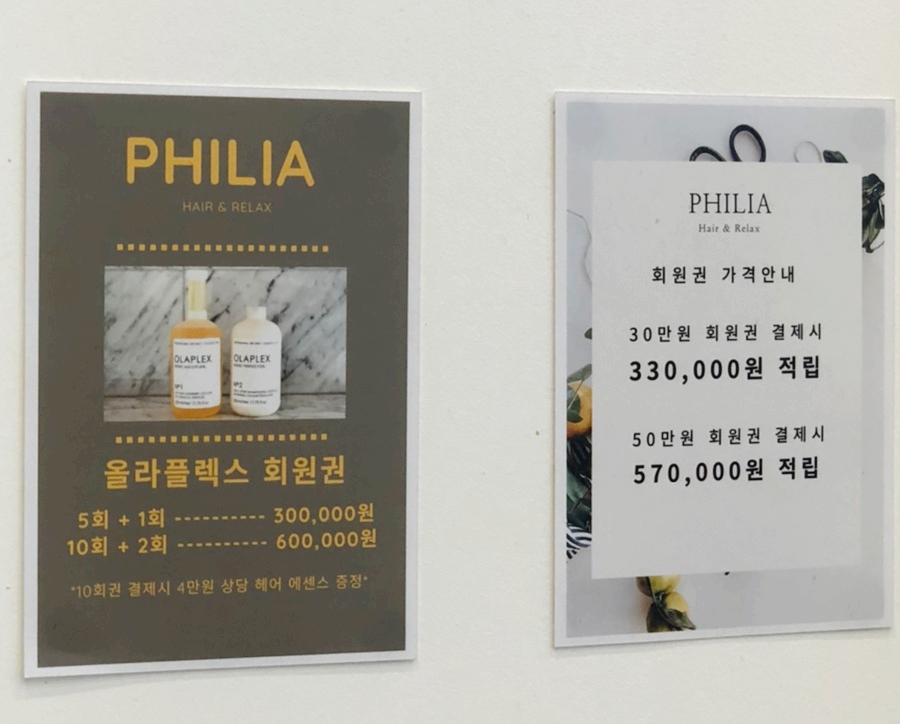 PHILIA
HAIR & RELAX
OLAPLEX
Nº1
OLAPLEX
Nº2
올라플렉스 회원권
5회 + 1회 ---------- 300,000원
10회 + 2회 ---------- 600,000원
"10회권 결제시 4만원 상당 헤어 에센스 증정"
PHILIA
Hair & Relax
회원권 가격안내
30만원 회원권 결제시
330,000원 적립
50만원 회원권 결제시
570,000원 적립